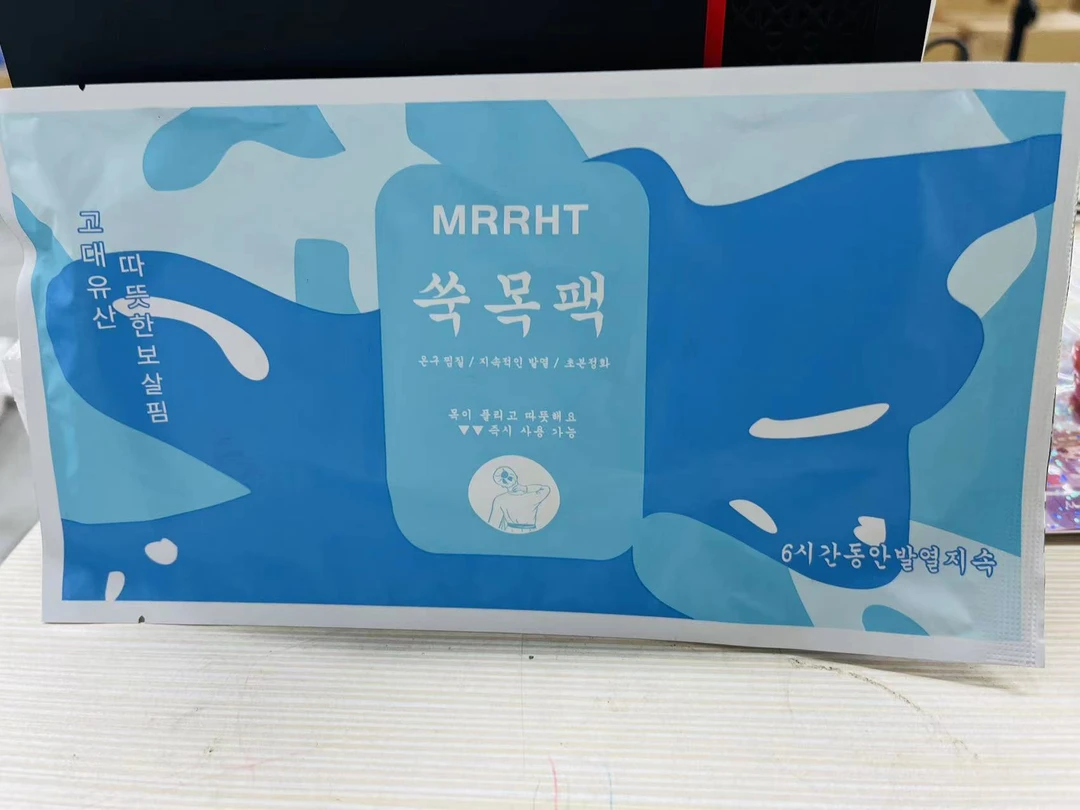 고대유산
따뜻한보살핌
MRRHT
쑥목팩
온구찜질 / 지속적인 발열 / 초본정화
목이 풀리고 따뜻해요
▼▼즉시 사용 가능
6시간동안발열지속